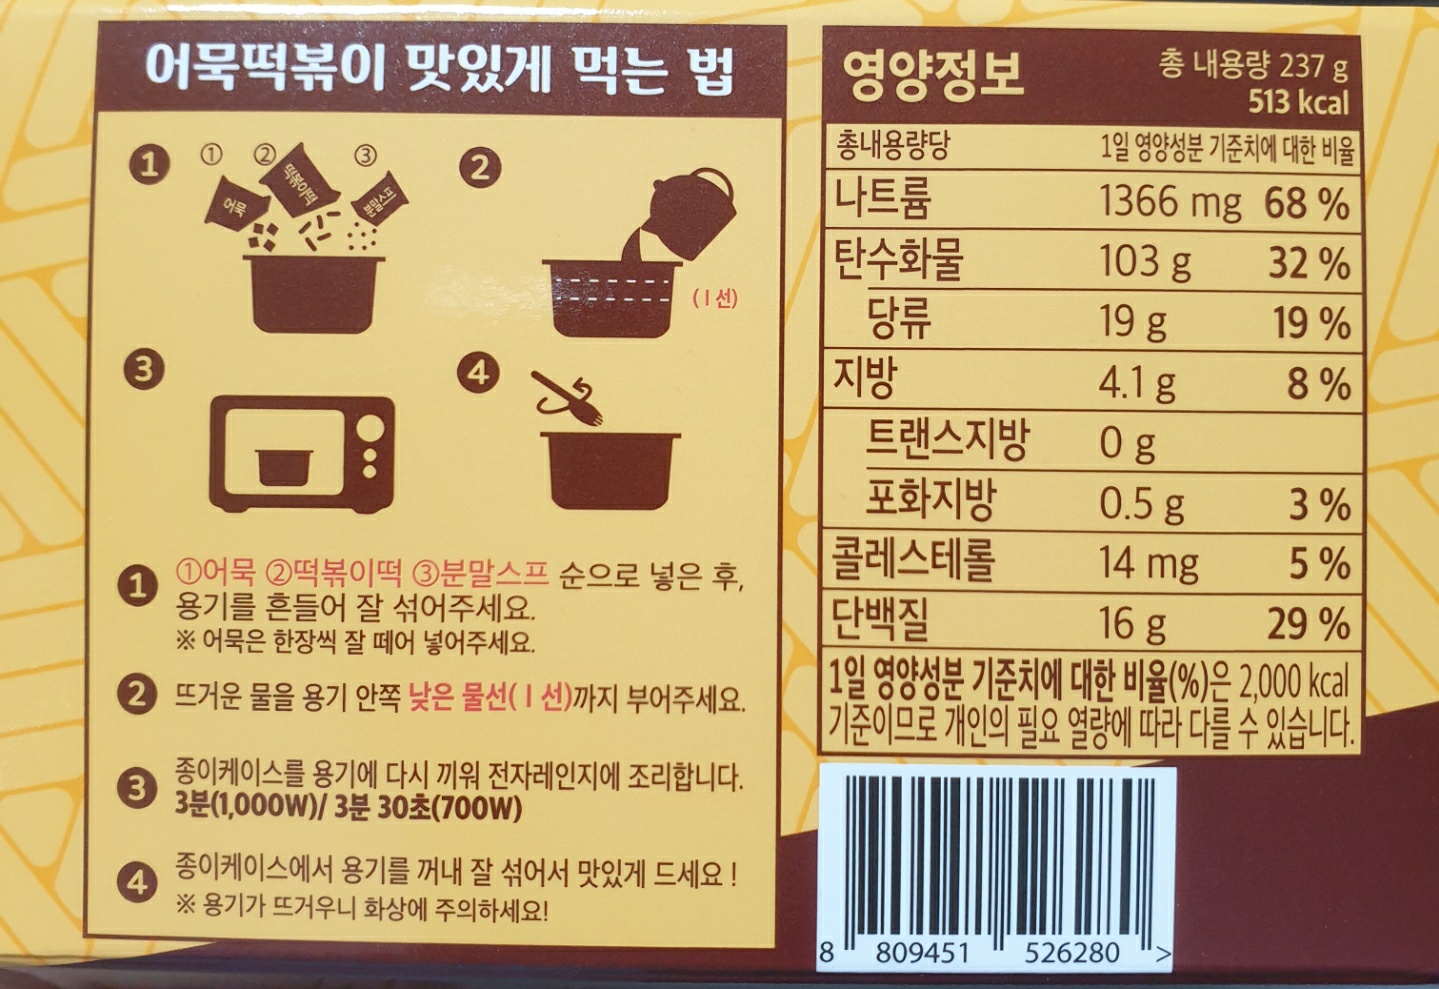 어묵떡볶이 맛있게 먹는 법
1 ① ② ③
어묵 떡볶이떡 분말스프
2
(I 선)
3
4
1 ①어묵 ②떡볶이떡 ③분말스프 순으로 넣은 후,
용기를 흔들어 잘 섞어주세요.
※ 어묵은 한장씩 잘 떼어 넣어주세요.
2 뜨거운 물을 용기 안쪽 낮은 물선(I 선)까지 부어주세요.
3 종이케이스를 용기에 다시 끼워 전자레인지에 조리합니다.
3분(1,000W)/ 3분 30초(700W)
4 종이케이스에서 용기를 꺼내 잘 섞어서 맛있게 드세요 !
※ 용기가 뜨거우니 화상에 주의하세요!
영양정보 총 내용량 237 g
513 kcal
총내용량당 1일 영양성분 기준치에 대한 비율
나트륨 1366 mg 68 %
탄수화물 103 g 32 %
당류 19 g 19 %
지방 4.1 g 8 %
트랜스지방 0 g
포화지방 0.5 g 3 %
콜레스테롤 14 mg 5 %
단백질 16 g 29 %
1일 영양성분 기준치에 대한 비율(%)은 2,000 kcal
기준이므로 개인의 필요 열량에 따라 다를 수 있습니다.
8 809451 526280 >